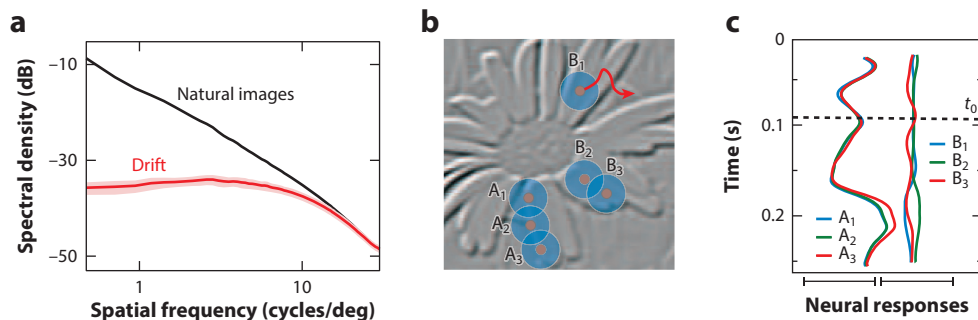 a
Spectral density (dB)
–10
–30
–50
Natural images
Drift
1
10
Spatial frequency (cycles/deg)
b
B1
B2
B3
A1
A2
A3
c
Time (s)
0
0.1
0.2
t0
B1
B2
B3
A1
A2
A3
Neural responses